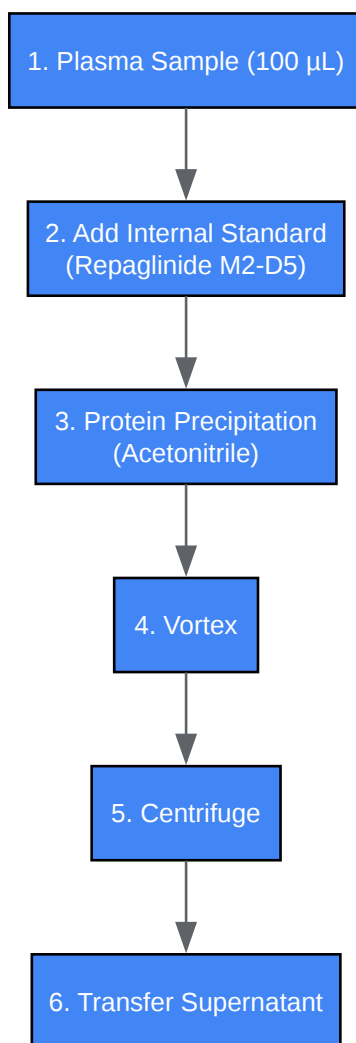 1. Plasma Sample (100 µL)
2. Add Internal Standard
(Repaglinide M2-D5)
3. Protein Precipitation
(Acetonitrile)
4. Vortex
5. Centrifuge
6. Transfer Supernatant